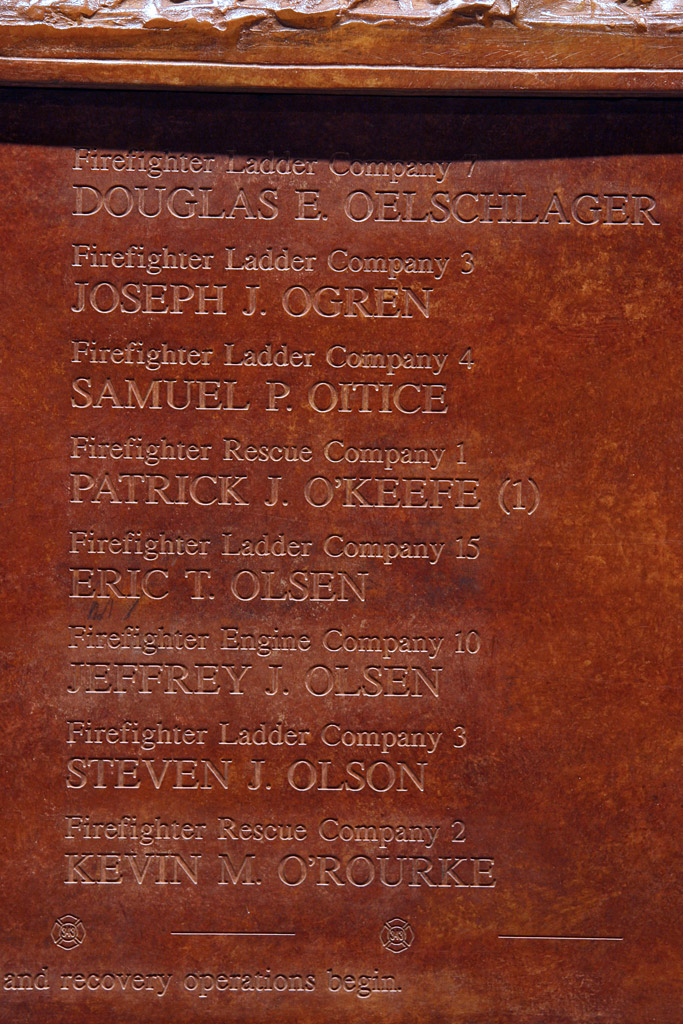 Firefighter Ladder Company 7
DOUGLAS E. OELSCHLAGER
Firefighter Ladder Company 3
JOSEPH J. OGREN
Firefighter Ladder Company 4
SAMUEL P. OITICE
Firefighter Rescue Company 1
PATRICK J. O'KEEFE (1)
Firefighter Ladder Company 15
ERIC T. OLSEN
Firefighter Engine Company 10
JEFFREY J. OLSEN
Firefighter Ladder Company 3
STEVEN J. OLSON
Firefighter Rescue Company 2
KEVIN M. O'ROURKE
343 343
and recovery operations begin.